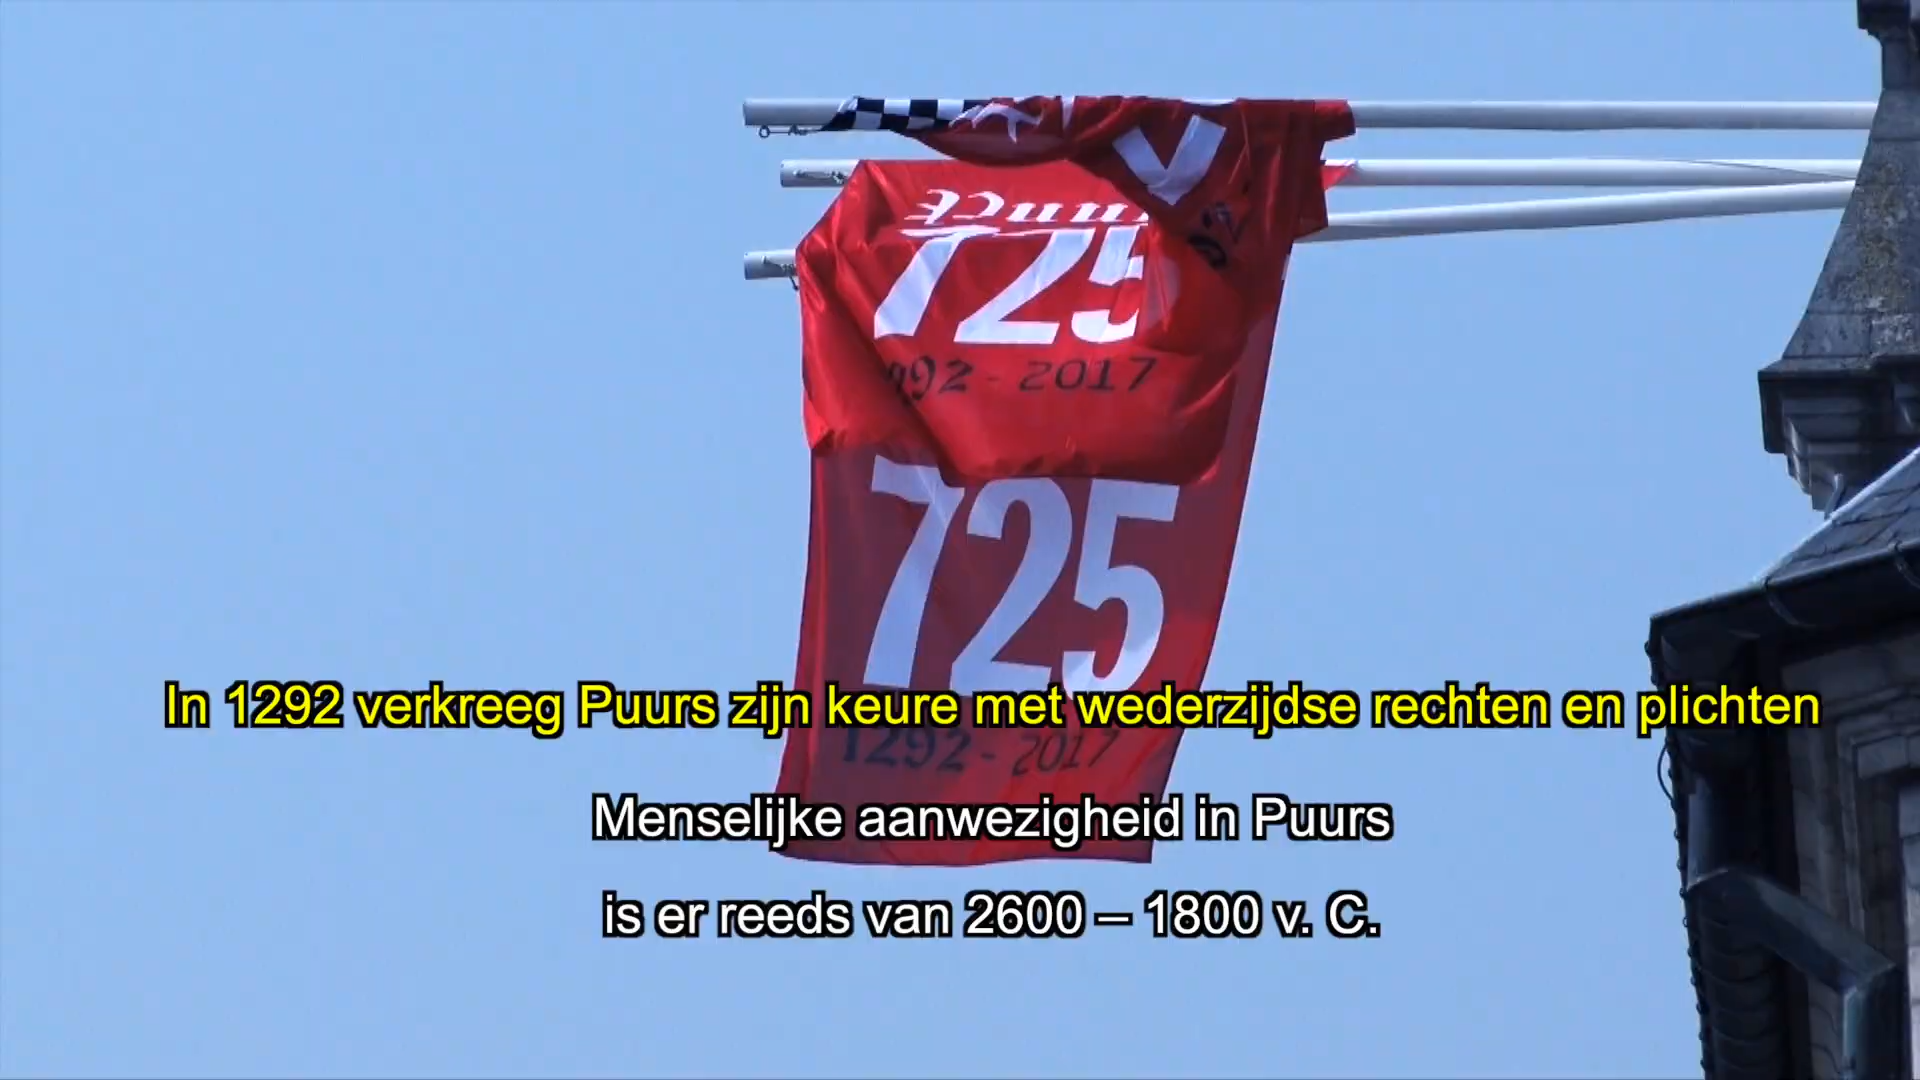 725
1292 - 2017
725
In 1292 verkreeg Puurs zijn keure met wederzijdse rechten en plichten
1292 - 2017
Menselijke aanwezigheid in Puurs
is er reeds van 2600 – 1800 v. C.